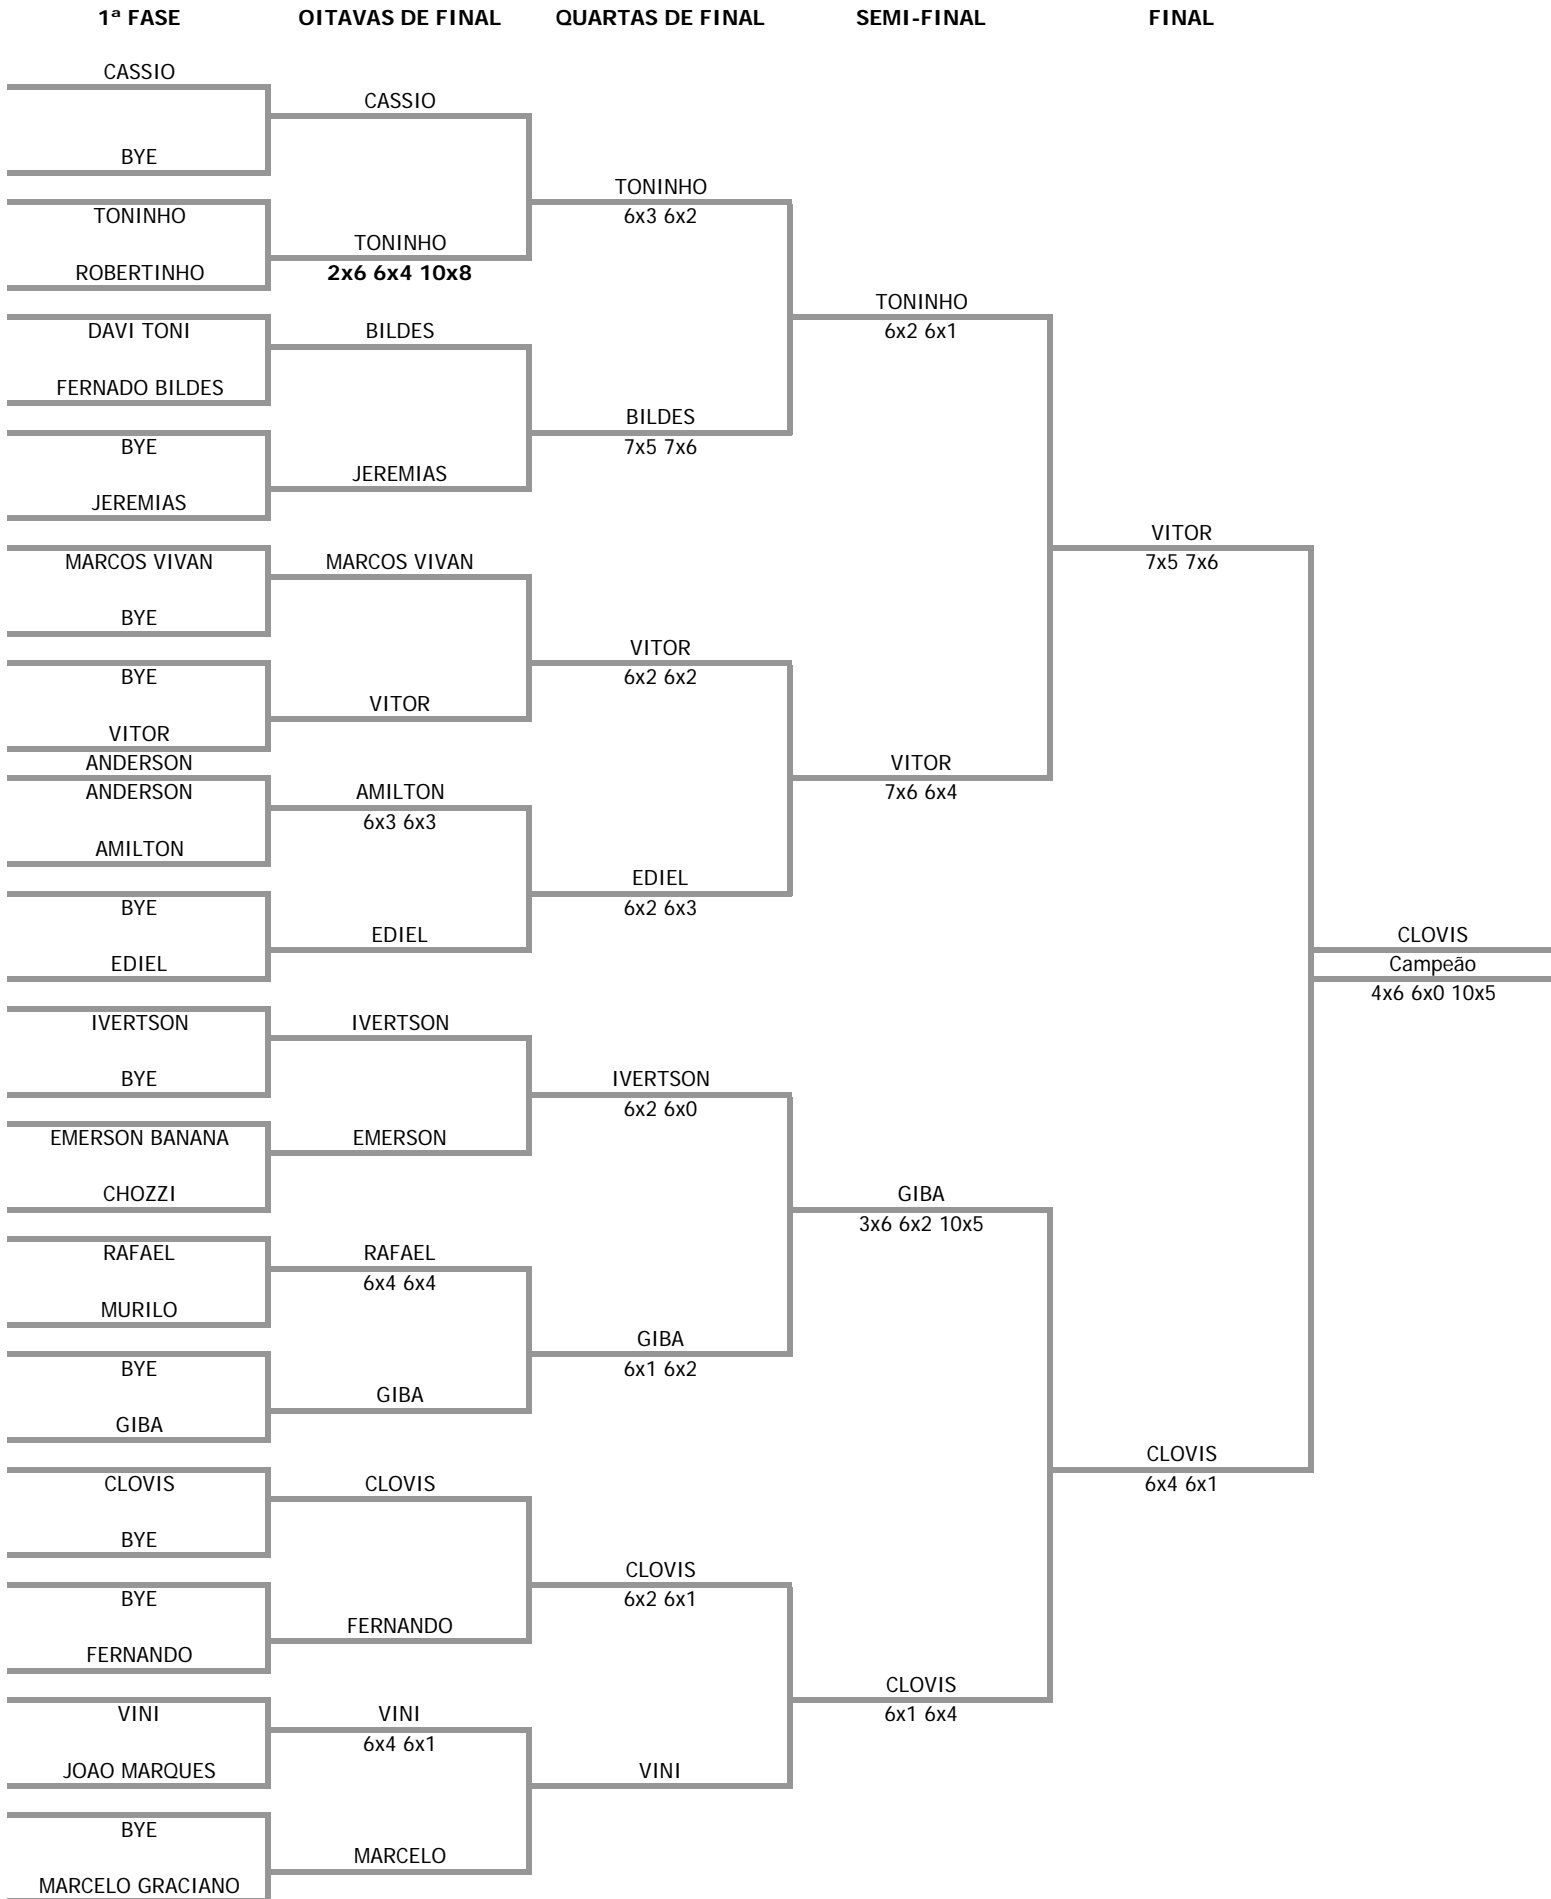 1ª FASE
OITAVAS DE FINAL
QUARTAS DE FINAL
SEMI-FINAL
FINAL
CASSIO
BYE
TONINHO
ROBERTINHO
DAVI TONI
FERNADO BILDES
BYE
JEREMIAS
MARCOS VIVAN
BYE
BYE
VITOR
ANDERSON
ANDERSON
AMILTON
BYE
EDIEL
IVERTSON
BYE
EMERSON BANANA
CHOZZI
RAFAEL
MURILO
BYE
GIBA
CLOVIS
BYE
BYE
FERNANDO
VINI
JOAO MARQUES
BYE
MARCELO GRACIANO
CASSIO
TONINHO
2x6 6x4 10x8
BILDES
JEREMIAS
MARCOS VIVAN
VITOR
AMILTON
6x3 6x3
EDIEL
IVERTSON
EMERSON
RAFAEL
6x4 6x4
GIBA
CLOVIS
FERNANDO
VINI
6x4 6x1
MARCELO
TONINHO
6x3 6x2
BILDES
7x5 7x6
VITOR
6x2 6x2
EDIEL
6x2 6x3
IVERTSON
6x2 6x0
GIBA
6x1 6x2
CLOVIS
6x2 6x1
VINI
TONINHO
6x2 6x1
VITOR
7x6 6x4
GIBA
3x6 6x2 10x5
CLOVIS
6x1 6x4
VITOR
7x5 7x6
CLOVIS
6x4 6x1
CLOVIS
Campeão
4x6 6x0 10x5